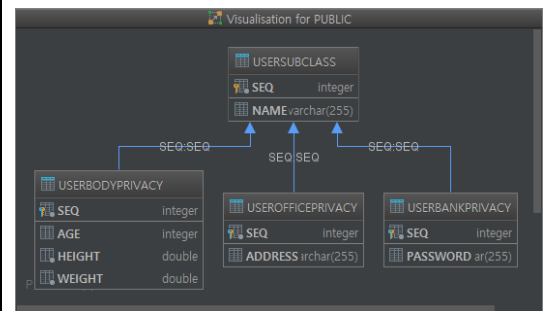 Visualisation for PUBLIC
USERSUBCLASS
SEQ integer
NAME varchar(255)
SEQ:SEQ
SEQ:SEQ
SEQ:SEQ
USERBODYPRIVACY
SEQ integer
AGE integer
HEIGHT double
WEIGHT double
USEROFFICEPRIVACY
SEQ integer
ADDRESS rchar(255)
USERBANKPRIVACY
SEQ integer
PASSWORD ar(255)
P